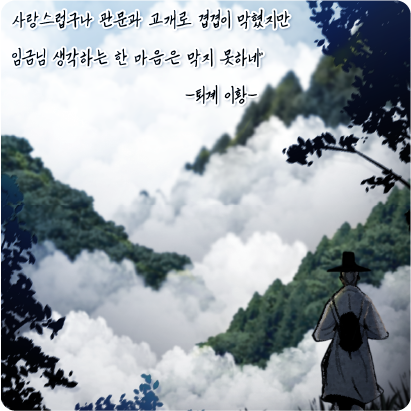 사랑스럽구나 관문과 고개로 겹겹이 막혔지만
임금님 생각하는 한 마음은 막지 못하네"
-퇴계 이황-